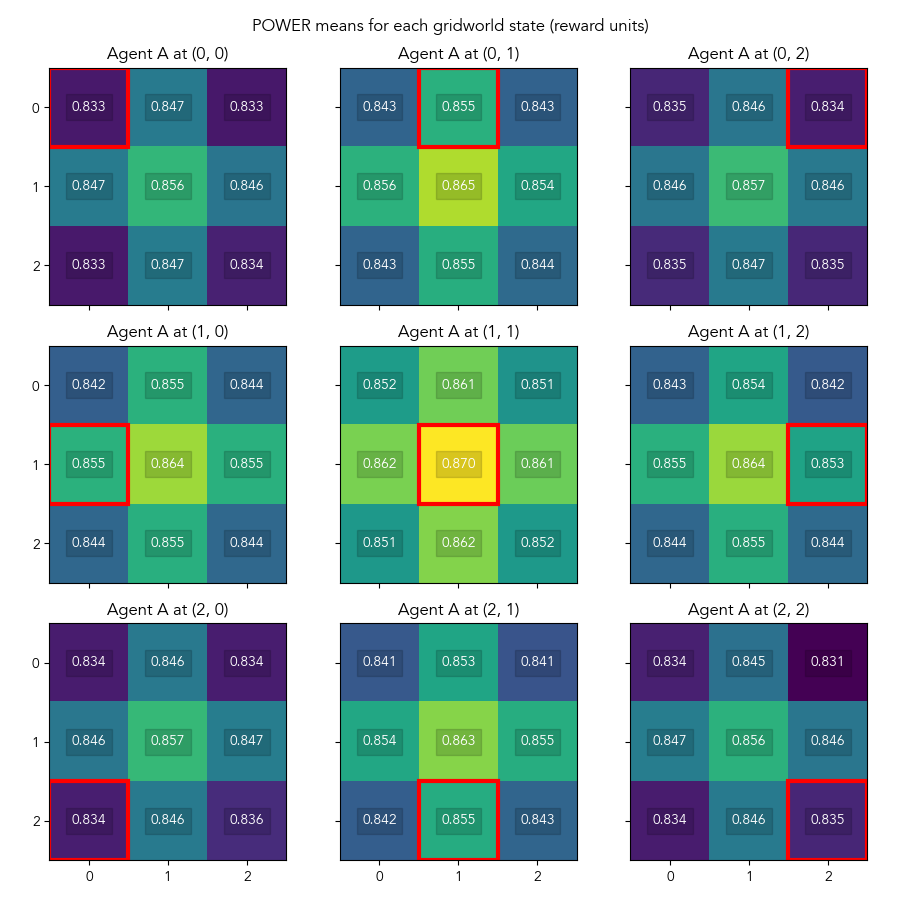 POWER means for each gridworld state (reward units)
Agent A at (0, 0) Agent A at (0, 1) Agent A at (0, 2)
0 0.833 0.847 0.833 0.843 0.855 0.843 0.835 0.846 0.834
1 0.847 0.856 0.846 0.856 0.865 0.854 0.846 0.857 0.846
2 0.833 0.847 0.834 0.843 0.855 0.844 0.835 0.847 0.835
Agent A at (1, 0) Agent A at (1, 1) Agent A at (1, 2)
0 0.842 0.855 0.844 0.852 0.861 0.851 0.843 0.854 0.842
1 0.855 0.864 0.855 0.862 0.870 0.861 0.855 0.864 0.853
2 0.844 0.855 0.844 0.851 0.862 0.852 0.844 0.855 0.844
Agent A at (2, 0) Agent A at (2, 1) Agent A at (2, 2)
0 0.834 0.846 0.834 0.841 0.853 0.841 0.834 0.845 0.831
1 0.846 0.857 0.847 0.854 0.863 0.855 0.847 0.856 0.846
2 0.834 0.846 0.836 0.842 0.855 0.843 0.834 0.846 0.835
0 1 2 0 1 2 0 1 2